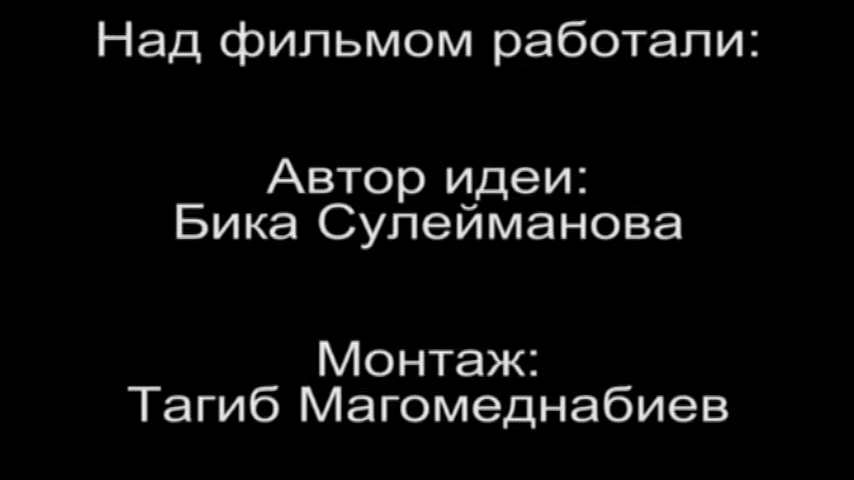 Над фильмом работали:
Автор идеи:
Бика Сулейманова
Монтаж:
Тагиб Магомеднабиев